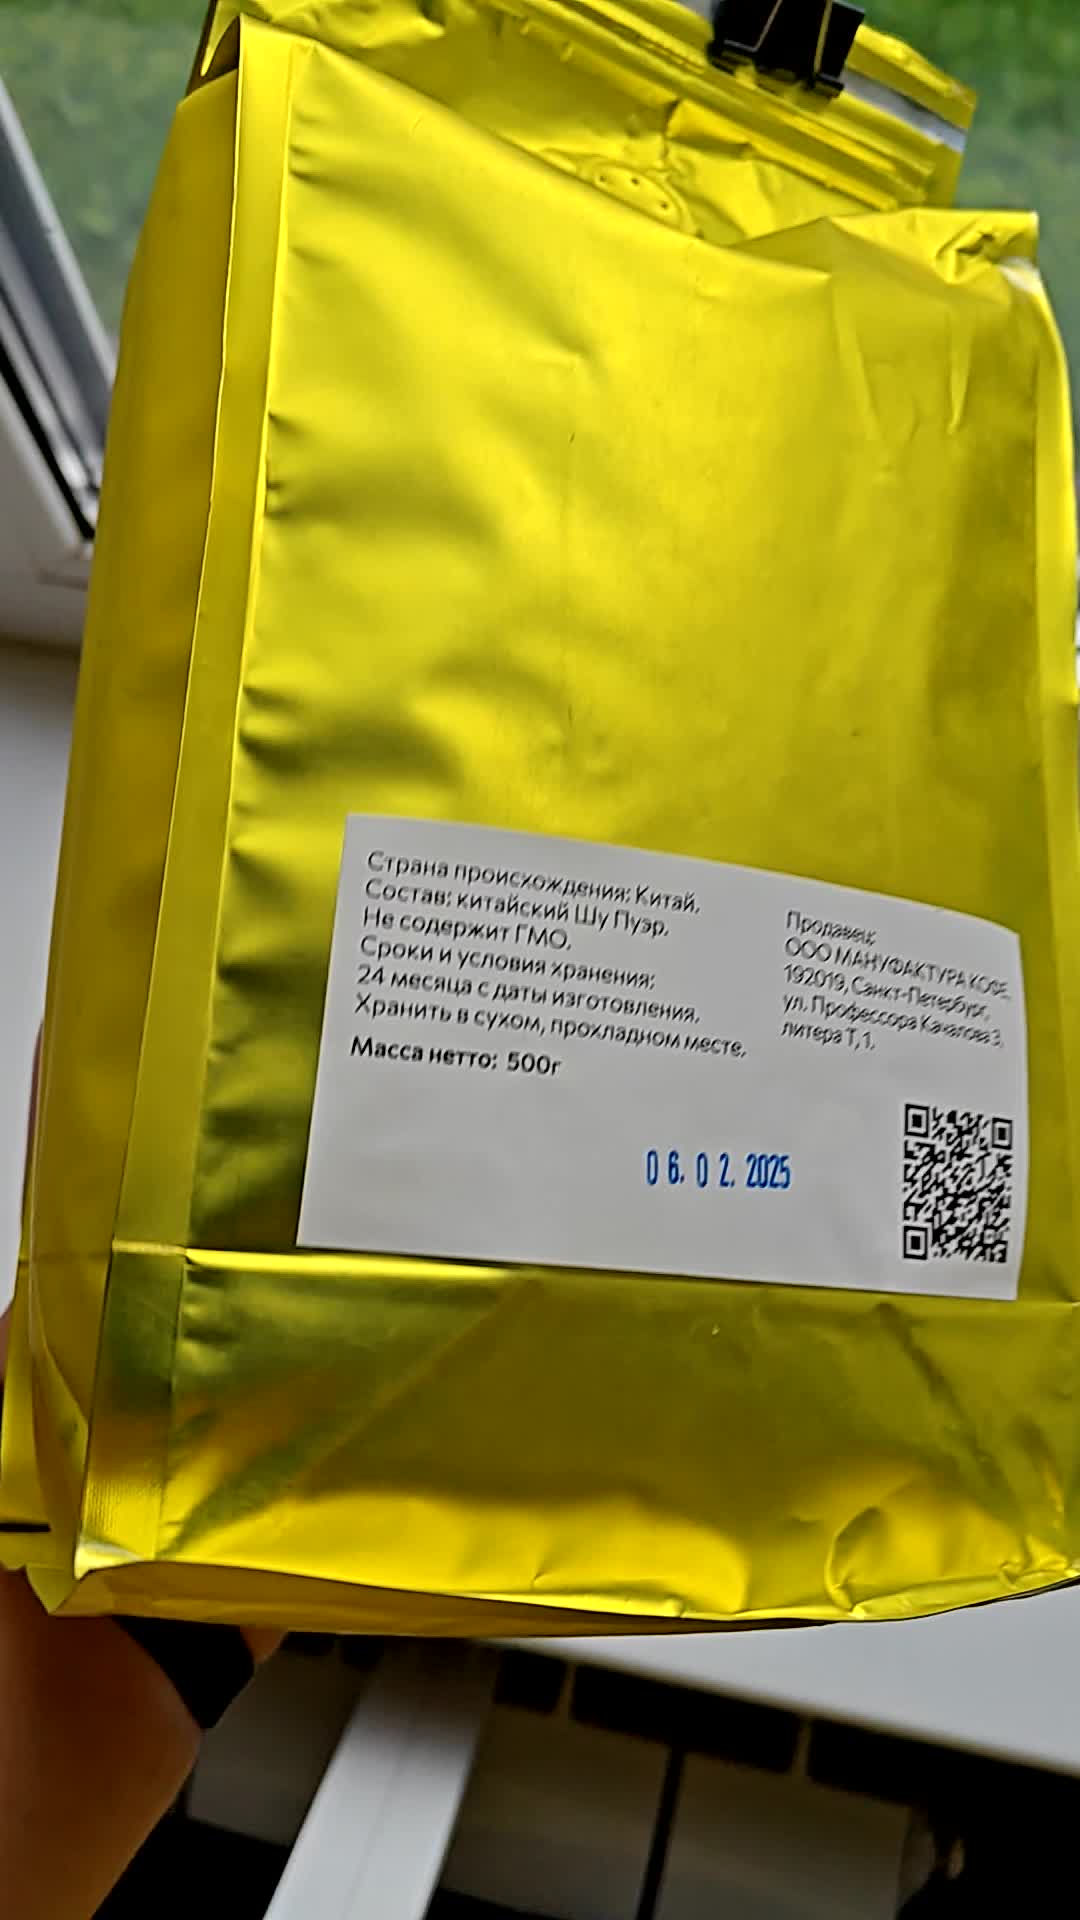 Страна происхождения: Китай.
Состав: китайский Шу Пуэр.
Не содержит ГМО.
Сроки и условия хранения:
24 месяца с даты изготовления.
Хранить в сухом, прохладном месте.
Масса нетто: 500г
Продавец:
ООО МАНУФАКТУРА КОФЕ,
192019, Санкт-Петербург,
ул. Профессора Качалова 3,
литера Т, 1.
06.02.2025